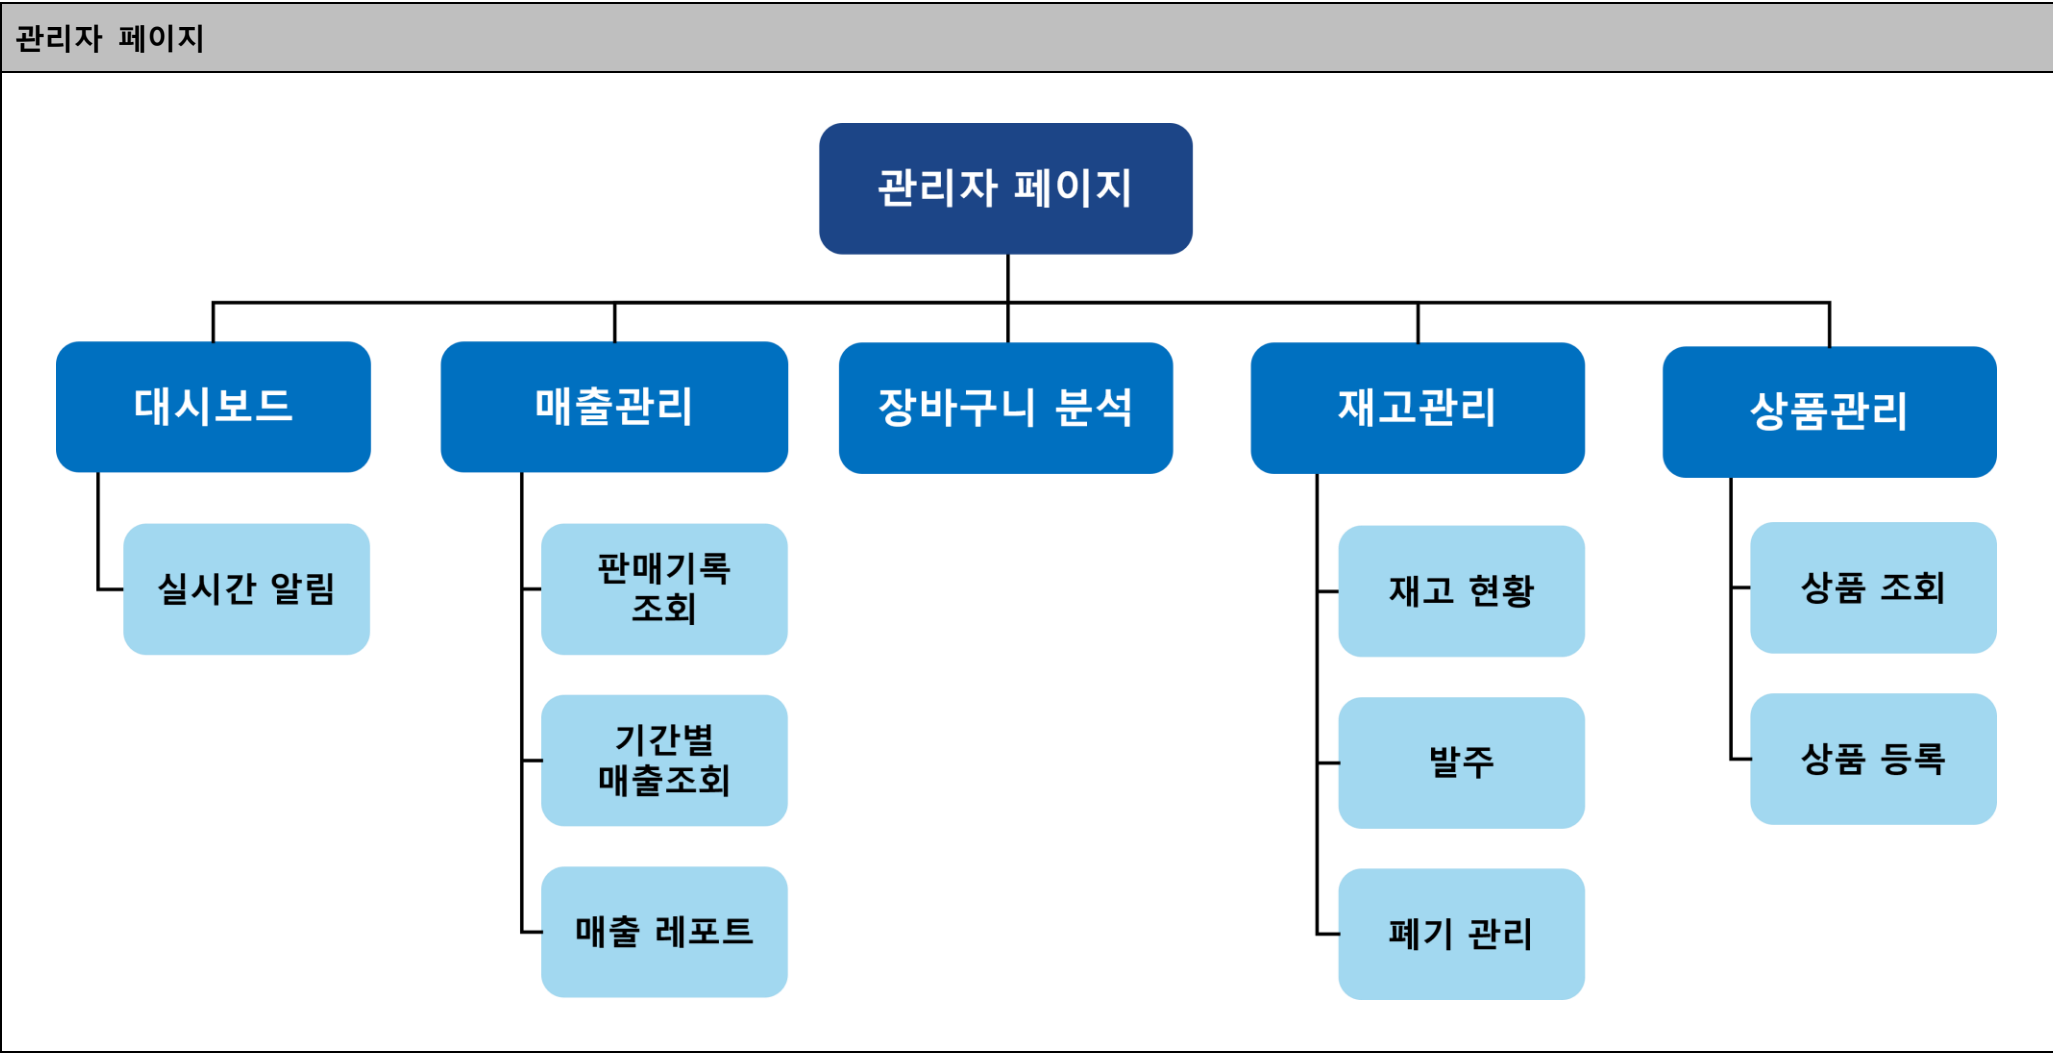 관리자 페이지
관리자 페이지
대시보드
매출관리
장바구니 분석
재고관리
상품관리
실시간 알림
판매기록
조회
기간별
매출조회
매출 레포트
재고 현황
발주
폐기 관리
상품 조회
상품 등록